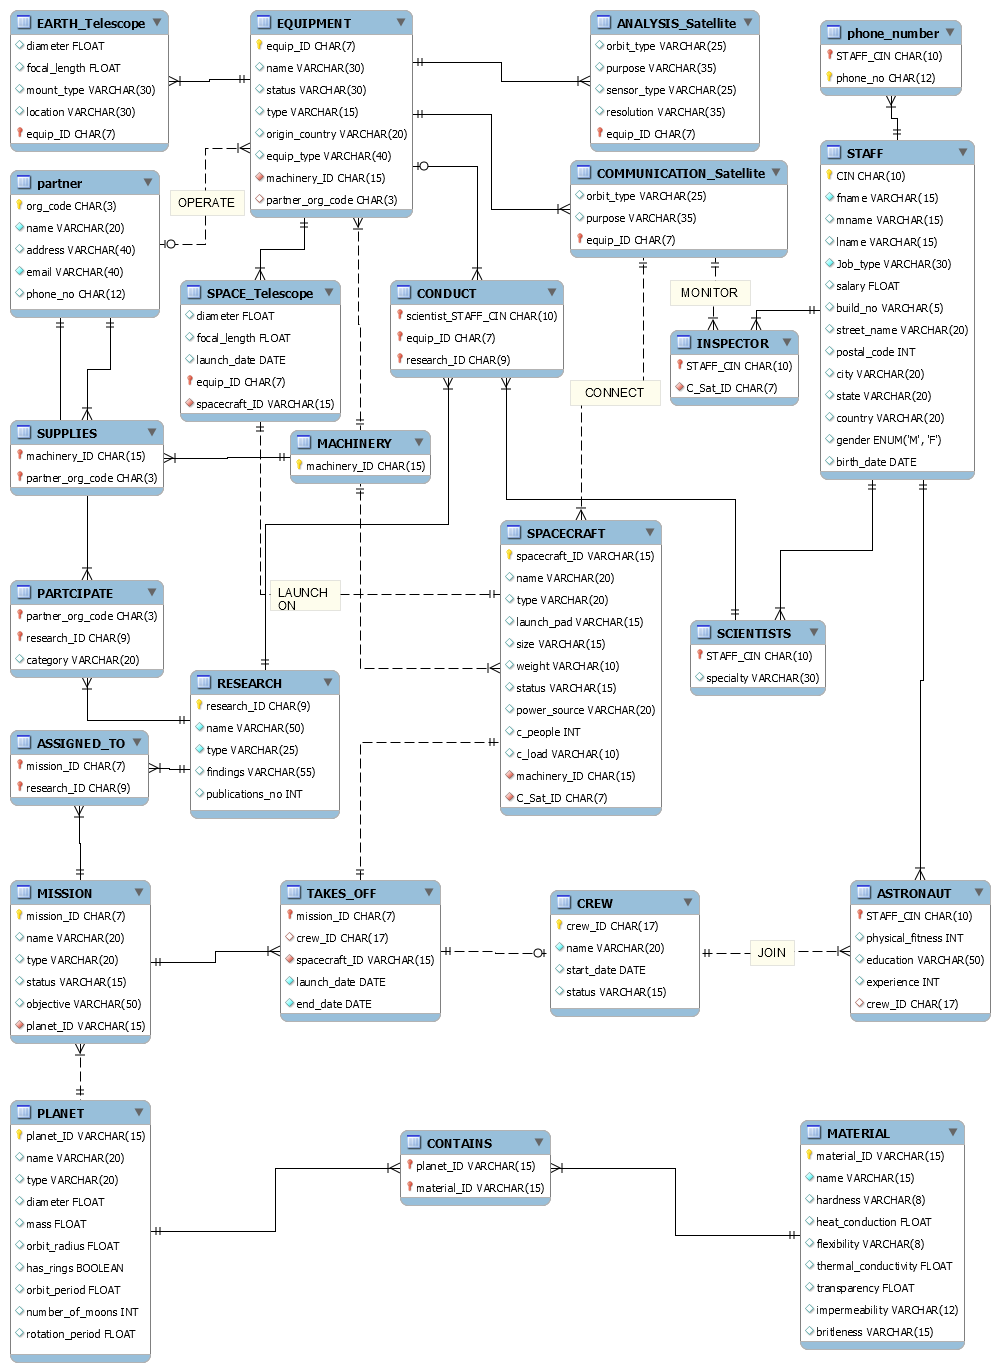 EARTH_Telescope
diameter FLOAT
focal_length FLOAT
mount_type VARCHAR(30)
location VARCHAR(30)
equip_ID CHAR(7)
EQUIPMENT
equip_ID CHAR(7)
name VARCHAR(30)
status VARCHAR(30)
type VARCHAR(15)
origin_country VARCHAR(20)
equip_type VARCHAR(40)
machinery_ID CHAR(15)
partner_org_code CHAR(3)
ANALYSIS_Satellite
orbit_type VARCHAR(25)
purpose VARCHAR(35)
sensor_type VARCHAR(25)
resolution VARCHAR(35)
equip_ID CHAR(7)
phone_number
STAFF_CIN CHAR(10)
phone_no CHAR(12)
partner
org_code CHAR(3)
name VARCHAR(20)
address VARCHAR(40)
email VARCHAR(40)
phone_no CHAR(12)
OPERATE
COMMUNICATION_Satellite
orbit_type VARCHAR(25)
purpose VARCHAR(35)
equip_ID CHAR(7)
STAFF
CIN CHAR(10)
fname VARCHAR(15)
mname VARCHAR(15)
lname VARCHAR(15)
Job_type VARCHAR(30)
salary FLOAT
build_no VARCHAR(5)
street_name VARCHAR(20)
postal_code INT
city VARCHAR(20)
state VARCHAR(20)
country VARCHAR(20)
gender ENUM('M', 'F')
birth_date DATE
SPACE_Telescope
diameter FLOAT
focal_length FLOAT
launch_date DATE
equip_ID CHAR(7)
spacecraft_ID VARCHAR(15)
CONDUCT
scientist_STAFF_CIN CHAR(10)
equip_ID CHAR(7)
research_ID CHAR(9)
MONITOR
INSPECTOR
STAFF_CIN CHAR(10)
C_Sat_ID CHAR(7)
CONNECT
SUPPLIES
machinery_ID CHAR(15)
partner_org_code CHAR(3)
MACHINERY
machinery_ID CHAR(15)
SPACECRAFT
spacecraft_ID VARCHAR(15)
name VARCHAR(20)
type VARCHAR(20)
launch_pad VARCHAR(15)
size VARCHAR(15)
weight VARCHAR(10)
status VARCHAR(15)
power_source VARCHAR(20)
c_people INT
c_load VARCHAR(10)
machinery_ID CHAR(15)
C_Sat_ID CHAR(7)
LAUNCH
ON
PARTCIPATE
partner_org_code CHAR(3)
research_ID CHAR(9)
category VARCHAR(20)
SCIENTISTS
STAFF_CIN CHAR(10)
specialty VARCHAR(30)
RESEARCH
research_ID CHAR(9)
name VARCHAR(50)
type VARCHAR(25)
findings VARCHAR(55)
publications_no INT
ASSIGNED_TO
mission_ID CHAR(7)
research_ID CHAR(9)
MISSION
mission_ID CHAR(7)
name VARCHAR(20)
type VARCHAR(20)
status VARCHAR(15)
objective VARCHAR(50)
planet_ID VARCHAR(15)
TAKES_OFF
mission_ID CHAR(7)
crew_ID CHAR(17)
spacecraft_ID VARCHAR(15)
launch_date DATE
end_date DATE
CREW
crew_ID CHAR(17)
name VARCHAR(20)
start_date DATE
status VARCHAR(15)
JOIN
ASTRONAUT
STAFF_CIN CHAR(10)
physical_fitness INT
education VARCHAR(50)
experience INT
crew_ID CHAR(17)
PLANET
planet_ID VARCHAR(15)
name VARCHAR(20)
type VARCHAR(20)
diameter FLOAT
mass FLOAT
orbit_radius FLOAT
has_rings BOOLEAN
orbit_period FLOAT
number_of_moons INT
rotation_period FLOAT
CONTAINS
planet_ID VARCHAR(15)
material_ID VARCHAR(15)
MATERIAL
material_ID VARCHAR(15)
name VARCHAR(15)
hardness VARCHAR(8)
heat_conduction FLOAT
flexibility VARCHAR(8)
thermal_conductivity FLOAT
transparency FLOAT
impermeability VARCHAR(12)
britleness VARCHAR(15)